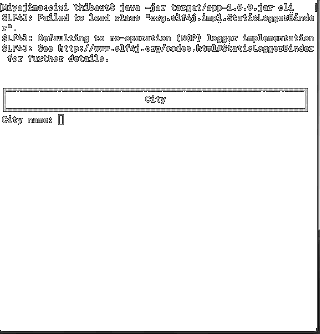 java -jar target/app-1.0.0.jar cli
SLF4J: Failed to load class "org.slf4j.impl.StaticLoggerBinde
r".
SLF4J: Defaulting to no-operation (NOP) logger implementation
SLF4J: See http://www.slf4j.org/codes.html#StaticLoggerBinder
for further details.
City
City name: